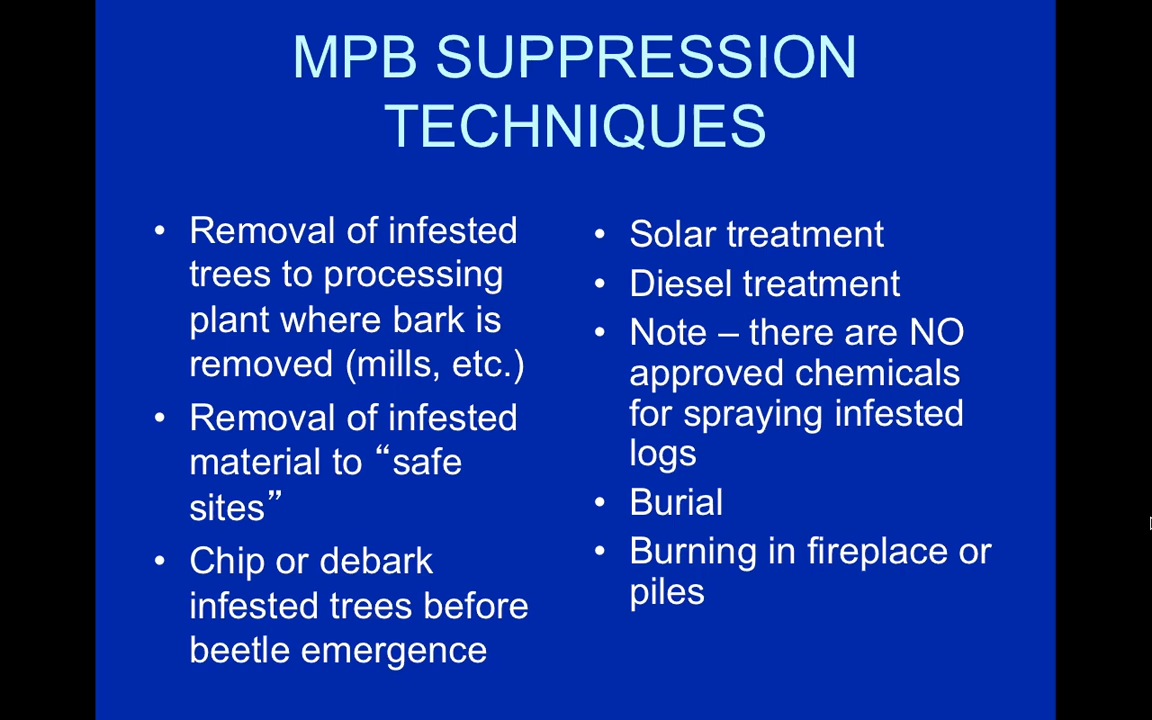 MPB SUPPRESSION
TECHNIQUES
• Removal of infested
trees to processing
plant where bark is
removed (mills, etc.)
• Removal of infested
material to “safe
sites”
• Chip or debark
infested trees before
beetle emergence
• Solar treatment
• Diesel treatment
• Note – there are NO
approved chemicals
for spraying infested
logs
• Burial
• Burning in fireplace or
piles